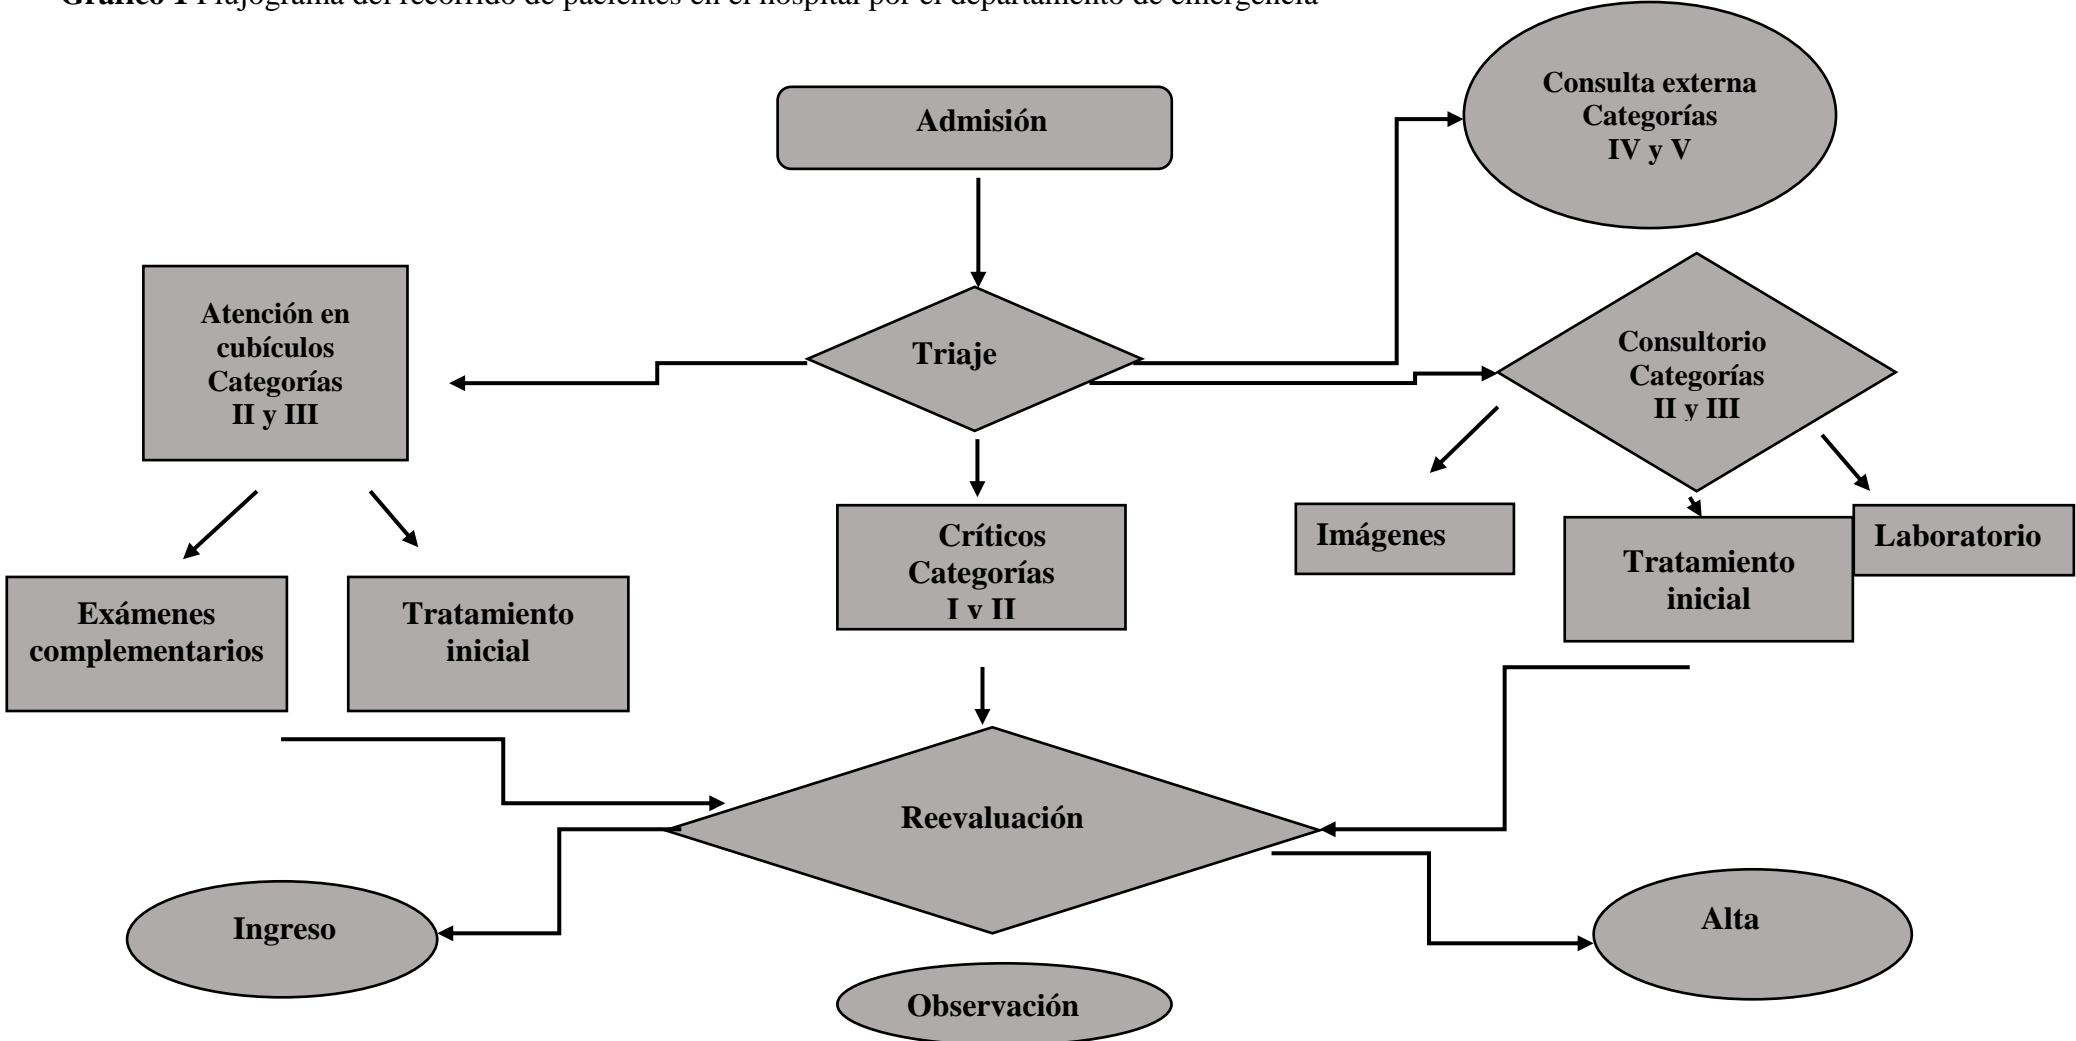 Gráfico 1 Flujograma del recorrido de pacientes en el hospital por el departamento de emergencia
Consulta externa
Categorías
IV y V
Admisión
Atención en
cubículos
Categorías
II y III
Triaje
Consultorio
Categorías
II y III
Críticos
Categorías
I y II
Imágenes
Tratamiento
inicial
Laboratorio
Exámenes
complementarios
Tratamiento
inicial
Reevaluación
Ingreso
Alta
Observación